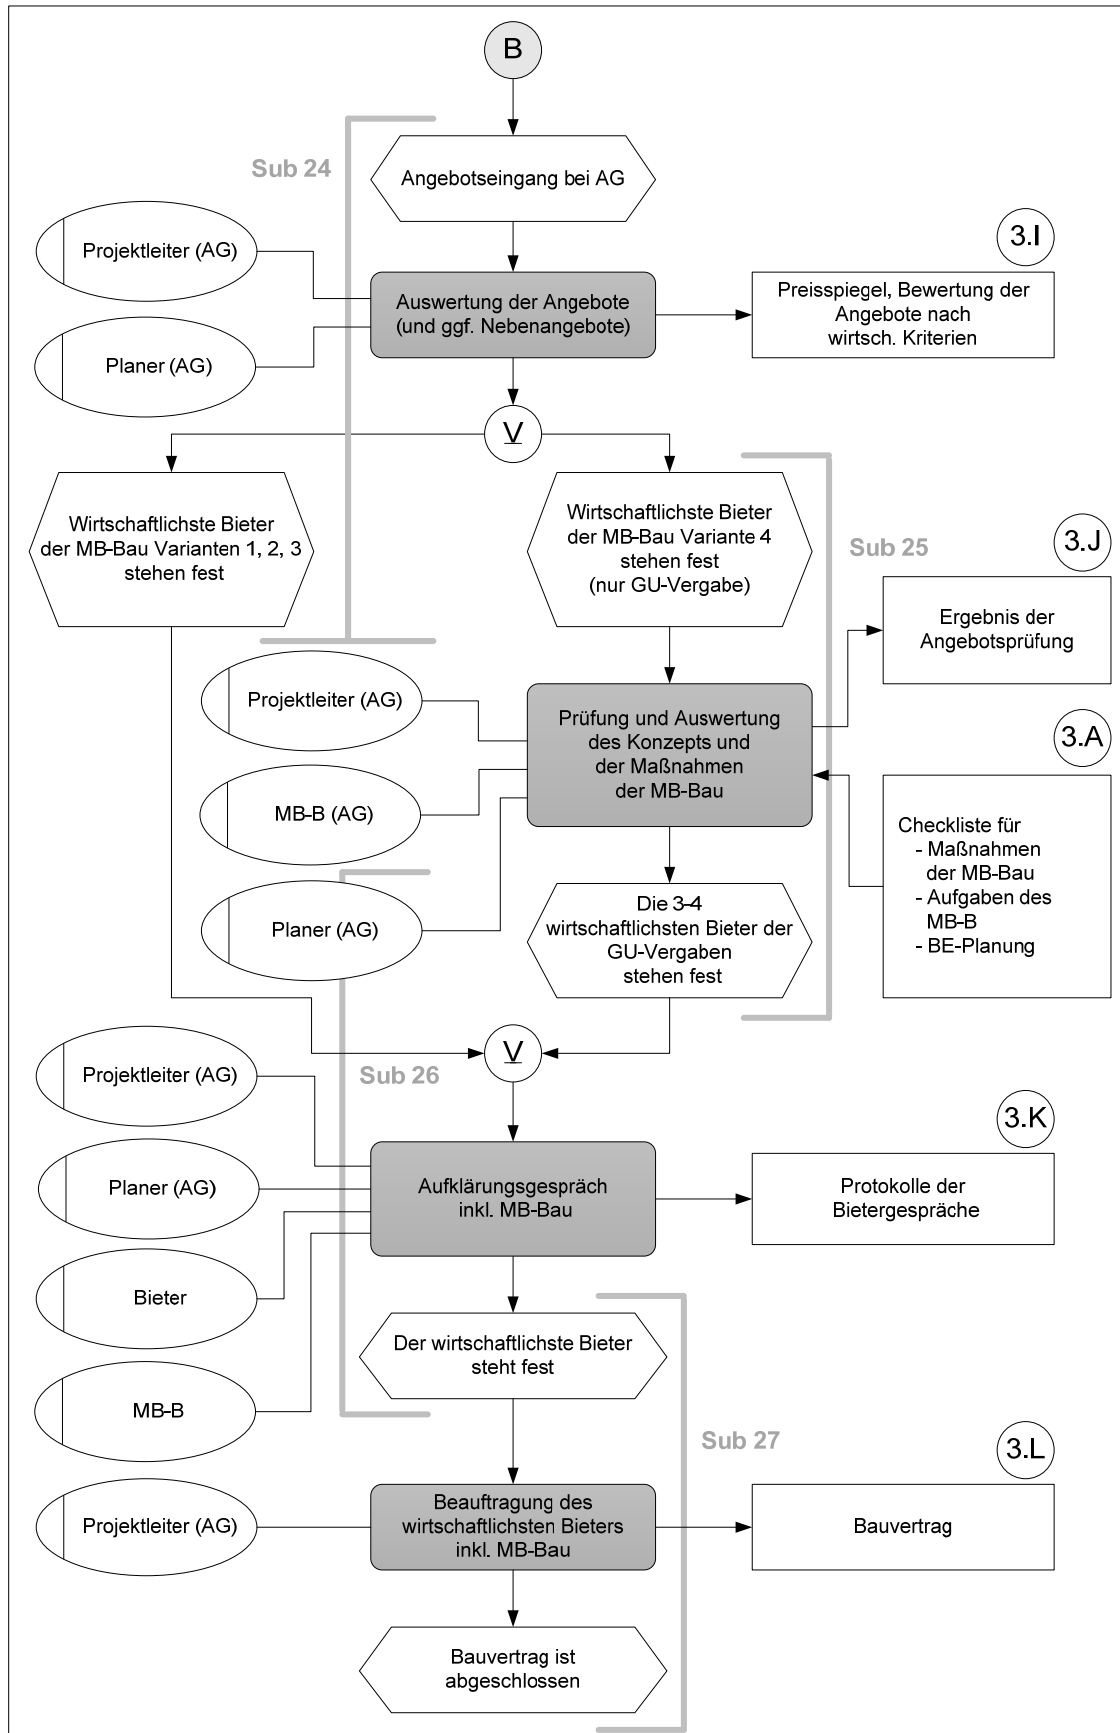 B
Sub 24
Angebotseingang bei AG
Projektleiter (AG)
3.I
Auswertung der Angebote
(und ggf. Nebenangebote)
Preisspiegel, Bewertung der
Angebote nach
wirtsch. Kriterien
Planer (AG)
V
Wirtschaftlichste Bieter
der MB-Bau Varianten 1, 2, 3
stehen fest
Wirtschaftlichste Bieter
der MB-Bau Variante 4
stehen fest
(nur GU-Vergabe)
Sub 25
3.J
Ergebnis der
Angebotsprüfung
Projektleiter (AG)
Prüfung und Auswertung
des Konzepts und
der Maßnahmen
der MB-Bau
3.A
MB-B (AG)
Checkliste für
- Maßnahmen
der MB-Bau
- Aufgaben des
MB-B
- BE-Planung
Planer (AG)
Die 3-4
wirtschaftlichsten Bieter der
GU-Vergaben
stehen fest
V
Sub 26
Projektleiter (AG)
3.K
Planer (AG)
Aufklärungsgespräch
inkl. MB-Bau
Protokolle der
Bietergespräche
Bieter
Der wirtschaftlichste Bieter
steht fest
MB-B
Sub 27
3.L
Projektleiter (AG)
Beauftragung des
wirtschaftlichsten Bieters
inkl. MB-Bau
Bauvertrag
Bauvertrag ist
abgeschlossen